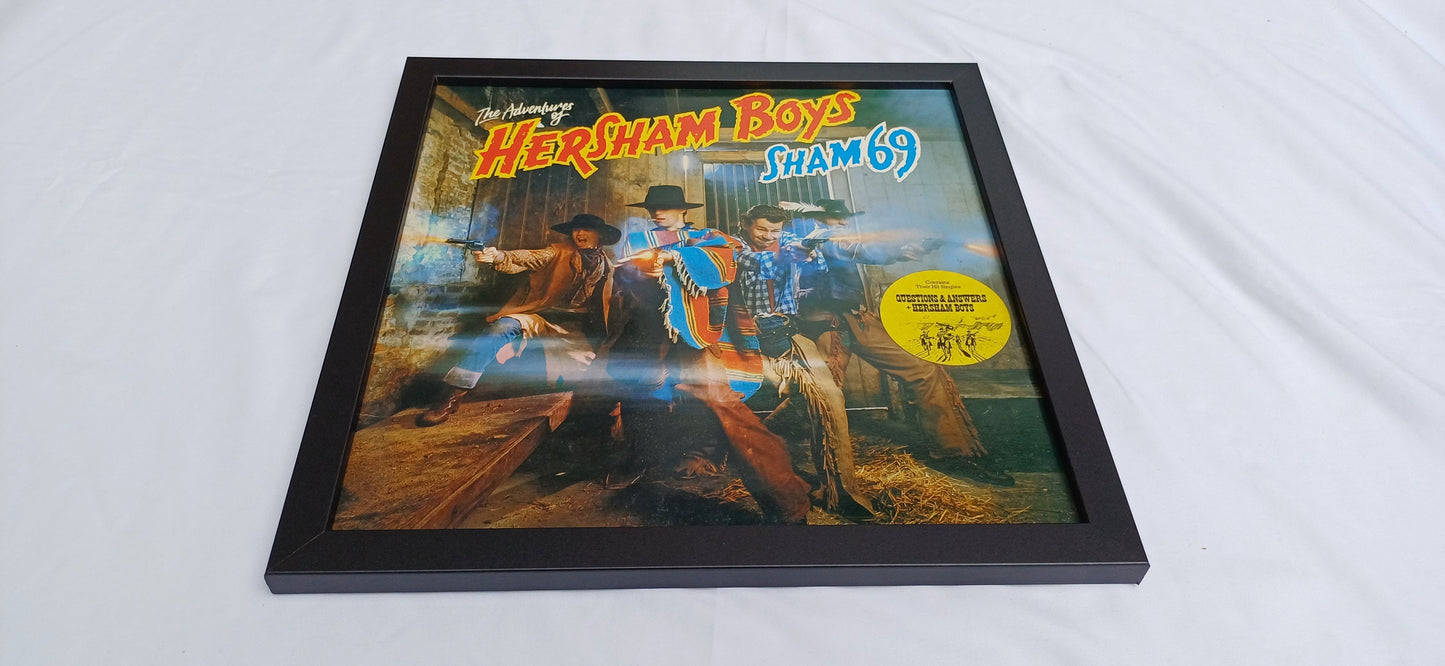 The Adventures
of
HERSHAM BOYS
SHAM 69
Contains
Their Hit Singles
QUESTIONS & ANSWERS
+ HERSHAM BOYS